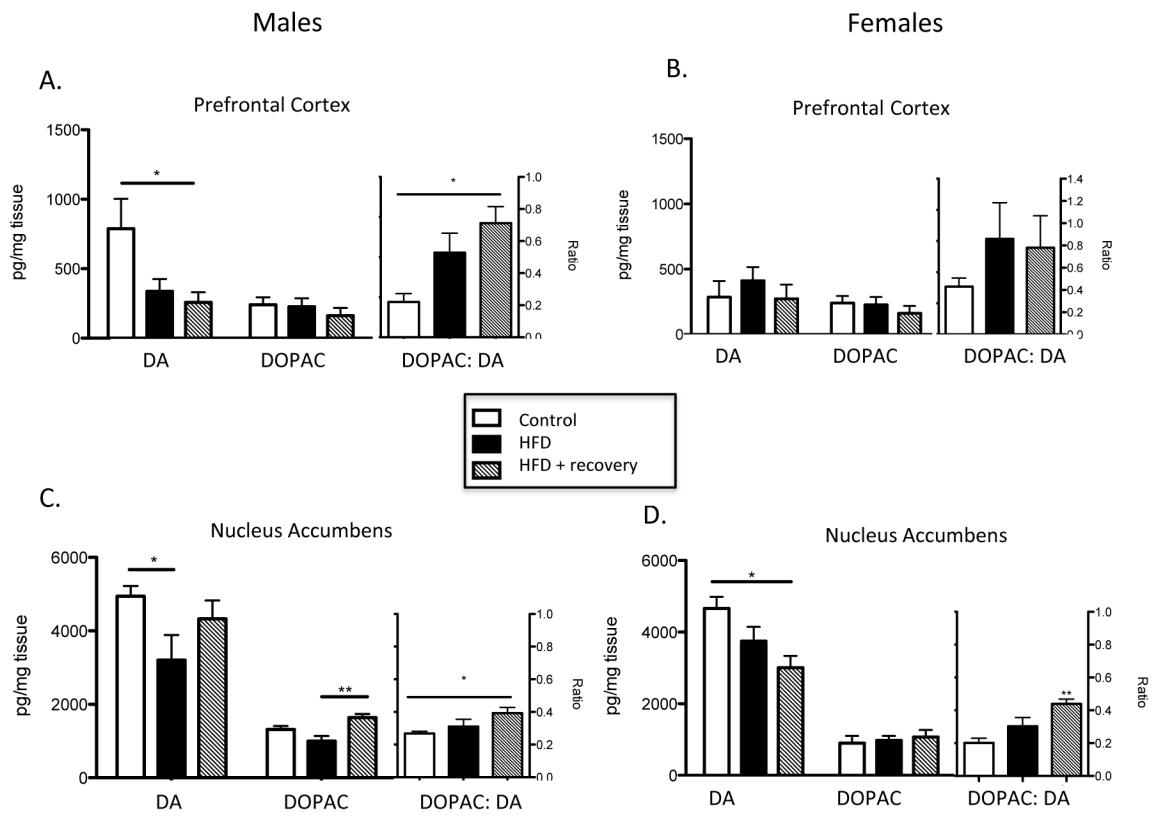 Males
Females
A.
Prefrontal Cortex
1500
1000
500
0
pg/mg tissue
*
*
1.0
0.8
0.6
0.4
0.2
0.0
Ratio
DA
DOPAC
DOPAC: DA
B.
Prefrontal Cortex
1500
1000
500
0
pg/mg tissue
1.4
1.2
1.0
0.8
0.6
0.4
0.2
0.0
Ratio
DA
DOPAC
DOPAC: DA
Control
HFD
HFD + recovery
C.
Nucleus Accumbens
6000
4000
2000
0
pg/mg tissue
*
**
*
1.0
0.8
0.6
0.4
0.2
0.0
Ratio
DA
DOPAC
DOPAC: DA
D.
Nucleus Accumbens
6000
4000
2000
0
pg/mg tissue
*
**
1.0
0.8
0.6
0.4
0.2
0.0
Ratio
DA
DOPAC
DOPAC: DA